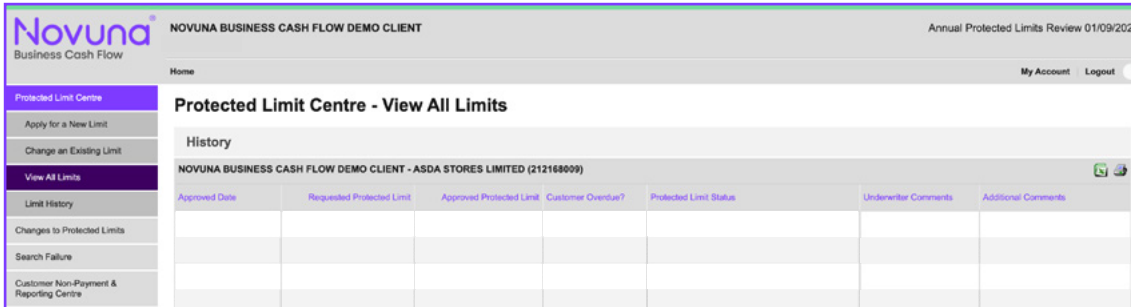 Novuna
Business Cash Flow
NOVUNA BUSINESS CASH FLOW DEMO CLIENT
Annual Protected Limits Review 01/09/202
Home
My Account
Logout
Protected Limit Centre
Apply for a New Limit
Change an Existing Limit
View All Limits
Limit History
Changes to Protected Limits
Search Failure
Customer Non-Payment &
Reporting Centre
Protected Limit Centre - View All Limits
History
NOVUNA BUSINESS CASH FLOW DEMO CLIENT - ASDA STORES LIMITED (212168009)
Approved Date
Requested Protected Limit
Approved Protected Limit
Customer Overdue?
Protected Limit Status
Underwriter Comments
Additional Comments